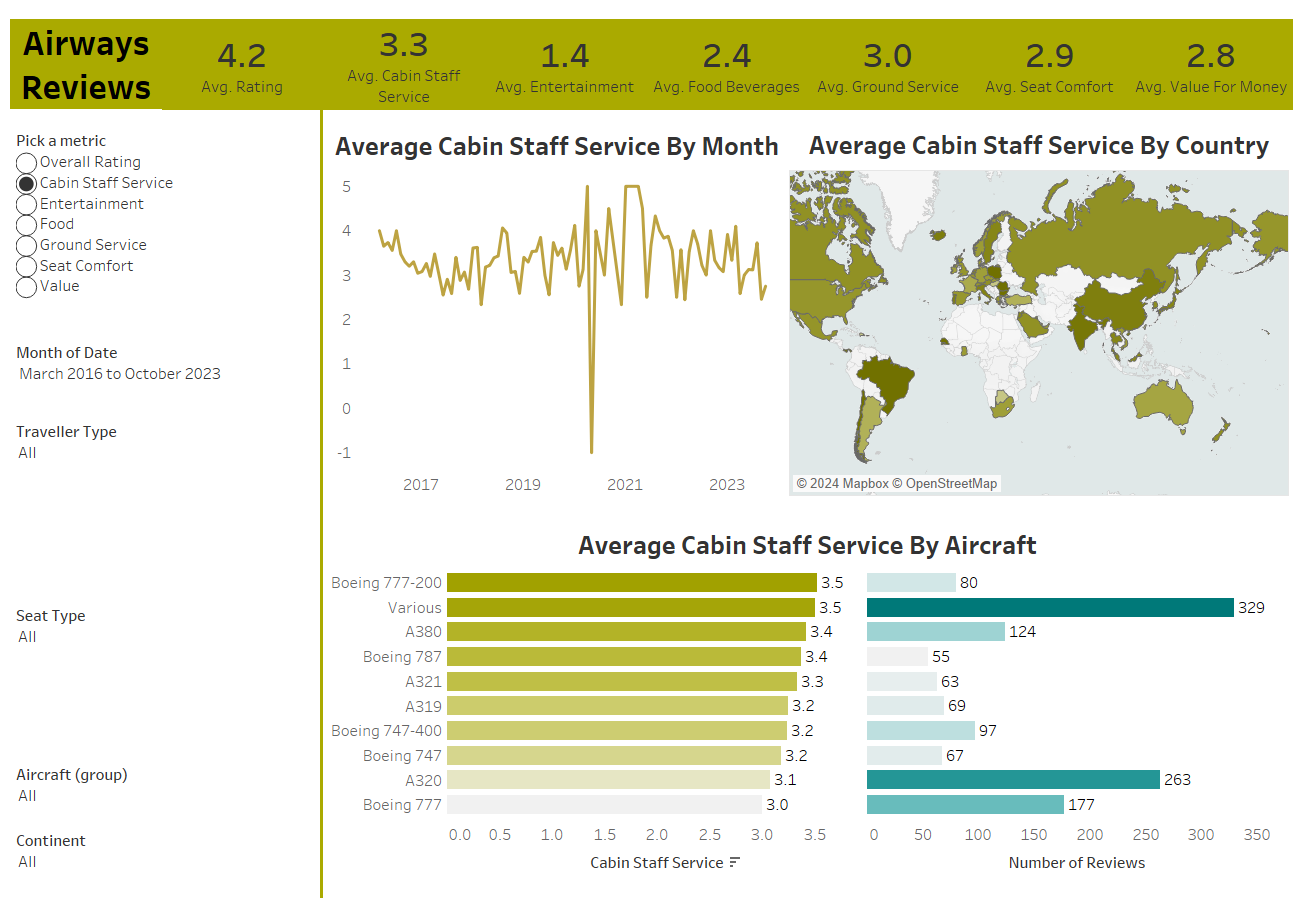 Airways
Reviews
4.2
Avg. Rating
3.3
Avg. Cabin Staff
Service
1.4
Avg. Entertainment
2.4
Avg. Food Beverages
3.0
Avg. Ground Service
2.9
Avg. Seat Comfort
2.8
Avg. Value For Money
Pick a metric
Overall Rating
Cabin Staff Service
Entertainment
Food
Ground Service
Seat Comfort
Value
Month of Date
March 2016 to October 2023
Traveller Type
All
Seat Type
All
Aircraft (group)
All
Continent
All
Average Cabin Staff Service By Month
5
4
3
2
1
0
-1
2017 2019 2021 2023
Average Cabin Staff Service By Country
© 2024 Mapbox © OpenStreetMap
Average Cabin Staff Service By Aircraft
Boeing 777-200 3.5 80
Various 3.5 329
A380 3.4 124
Boeing 787 3.4 55
A321 3.3 63
A319 3.2 69
Boeing 747-400 3.2 97
Boeing 747 3.2 67
A320 3.1 263
Boeing 777 3.0 177
0.0 0.5 1.0 1.5 2.0 2.5 3.0 3.5
Cabin Staff Service
0 50 100 150 200 250 300 350
Number of Reviews